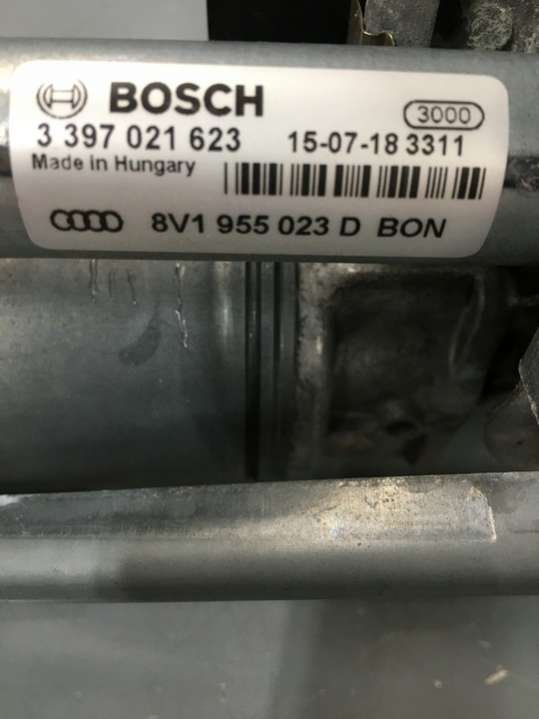 BOSCH
3000
3 397 021 623 15-07-18 3311
Made in Hungary
8V1 955 023 D BON